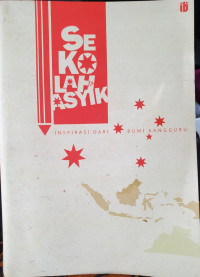 SE
KO
LAH
ASYIK
INSPIRASI DARI BUMI KANGGURU